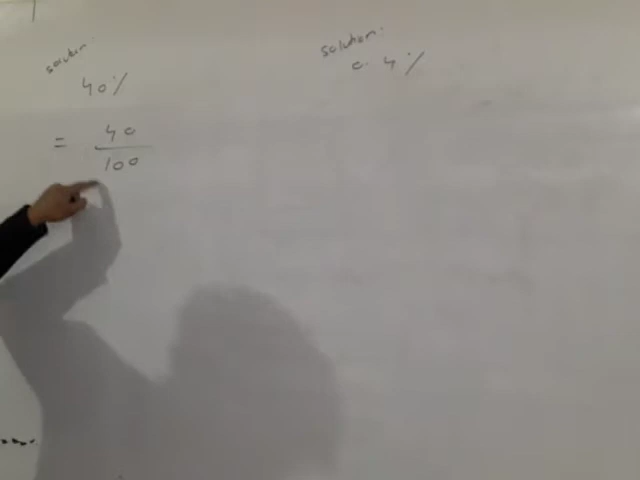 solution:
40%
= 40
100
solution:
0.4%